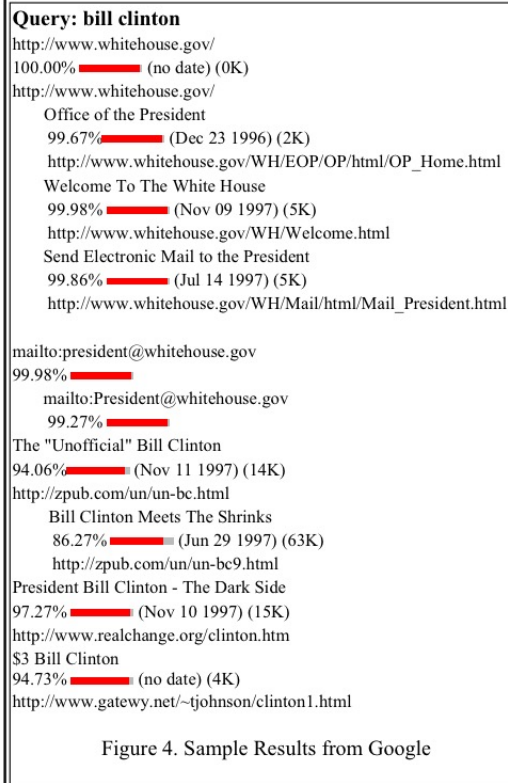 Query: bill clinton
http://www.whitehouse.gov/
100.00% (no date) (0K)
http://www.whitehouse.gov/
Office of the President
99.67% (Dec 23 1996) (2K)
http://www.whitehouse.gov/WH/EOP/OP/html/OP_Home.html
Welcome To The White House
99.98% (Nov 09 1997) (5K)
http://www.whitehouse.gov/WH/Welcome.html
Send Electronic Mail to the President
99.86% (Jul 14 1997) (5K)
http://www.whitehouse.gov/WH/Mail/html/Mail_President.html
mailto:president@whitehouse.gov
99.98%
mailto:President@whitehouse.gov
99.27%
The "Unofficial" Bill Clinton
94.06% (Nov 11 1997) (14K)
http://zpub.com/un/un-bc.html
Bill Clinton Meets The Shrinks
86.27% (Jun 29 1997) (63K)
http://zpub.com/un/un-bc9.html
President Bill Clinton - The Dark Side
97.27% (Nov 10 1997) (15K)
http://www.realchange.org/clinton.htm
$3 Bill Clinton
94.73% (no date) (4K)
http://www.gatewy.net/~tjohnson/clinton1.html
Figure 4. Sample Results from Google